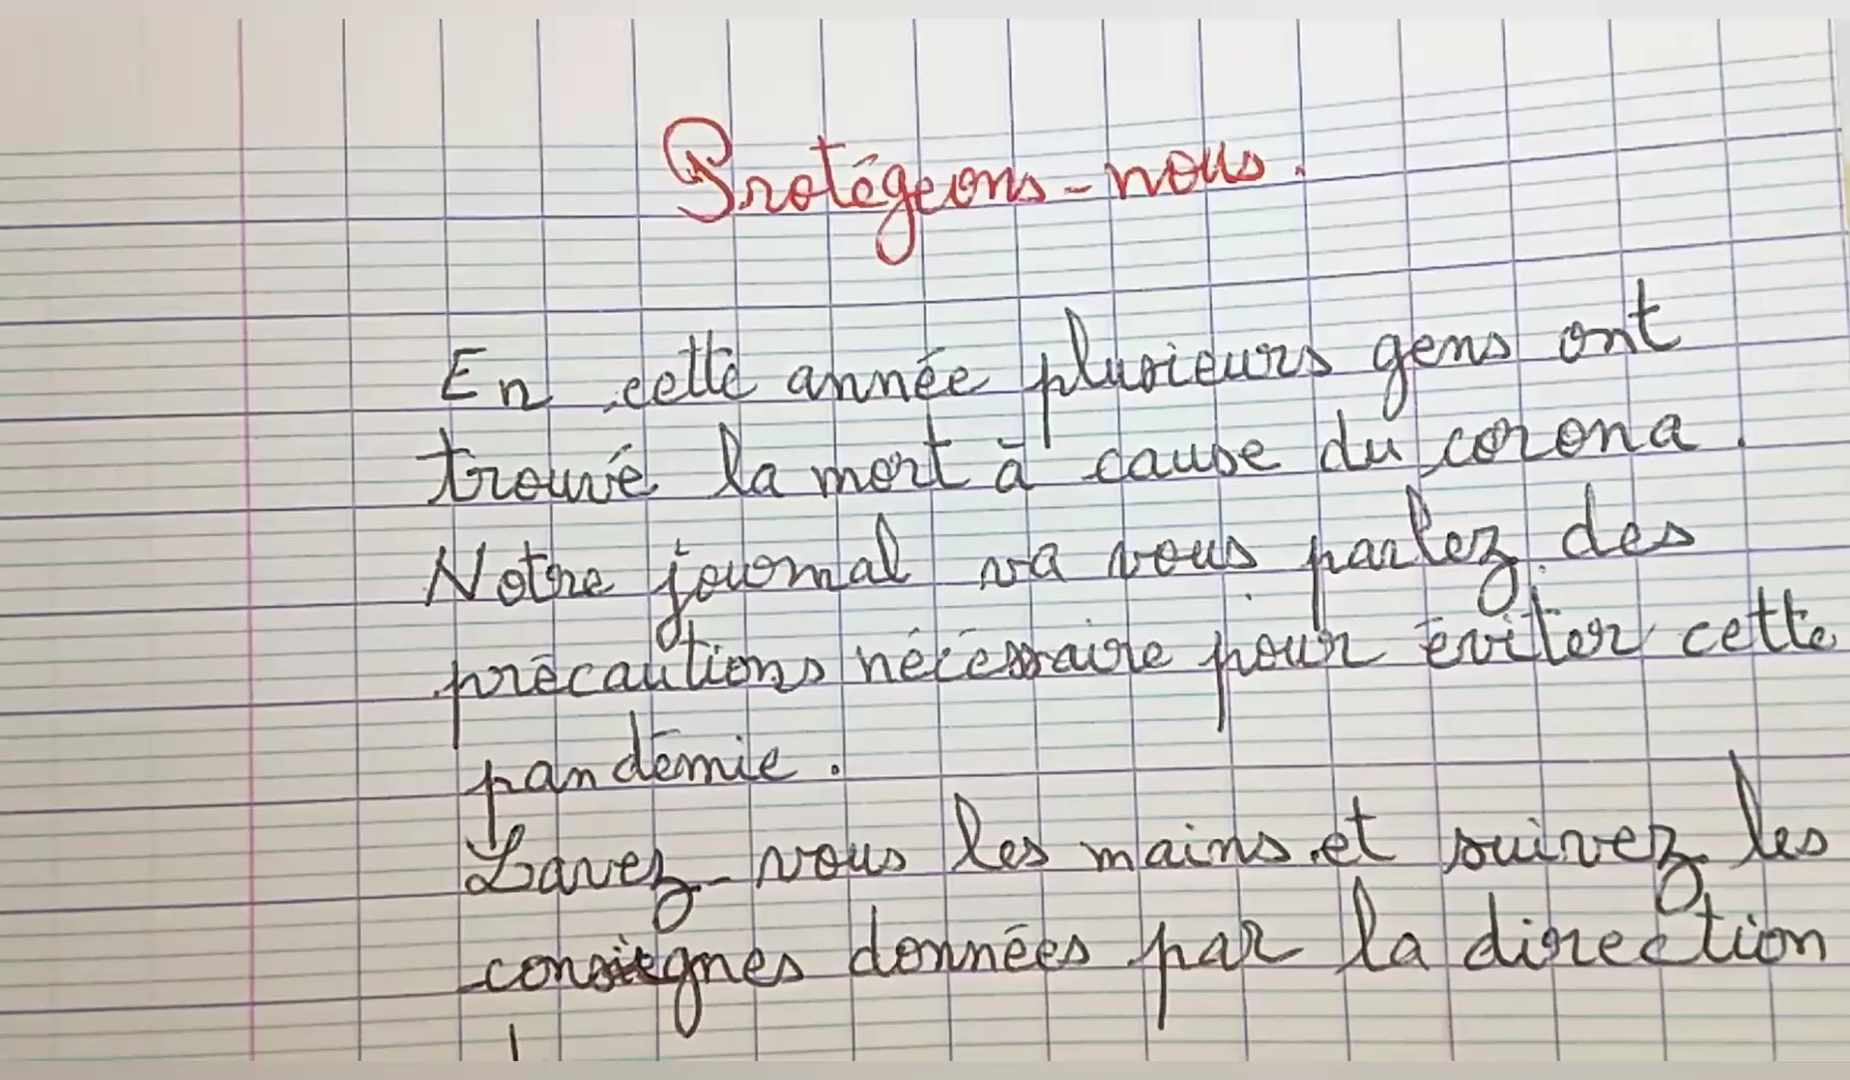 Protégeons-nous.
En cette année plusieurs gens ont
trouvé la mort à cause du corona.
Notre journal va vous parlez des
précautions nécessaire pour éviter cette
pandémie.
Lavez-vous les mains et suivez les
consignes données par la direction